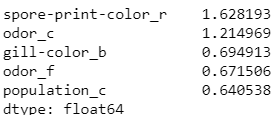 spore-print-color_r    1.628193
odor_c                 1.214969
gill-color_b           0.694913
odor_f                 0.671506
population_c           0.640538
dtype: float64